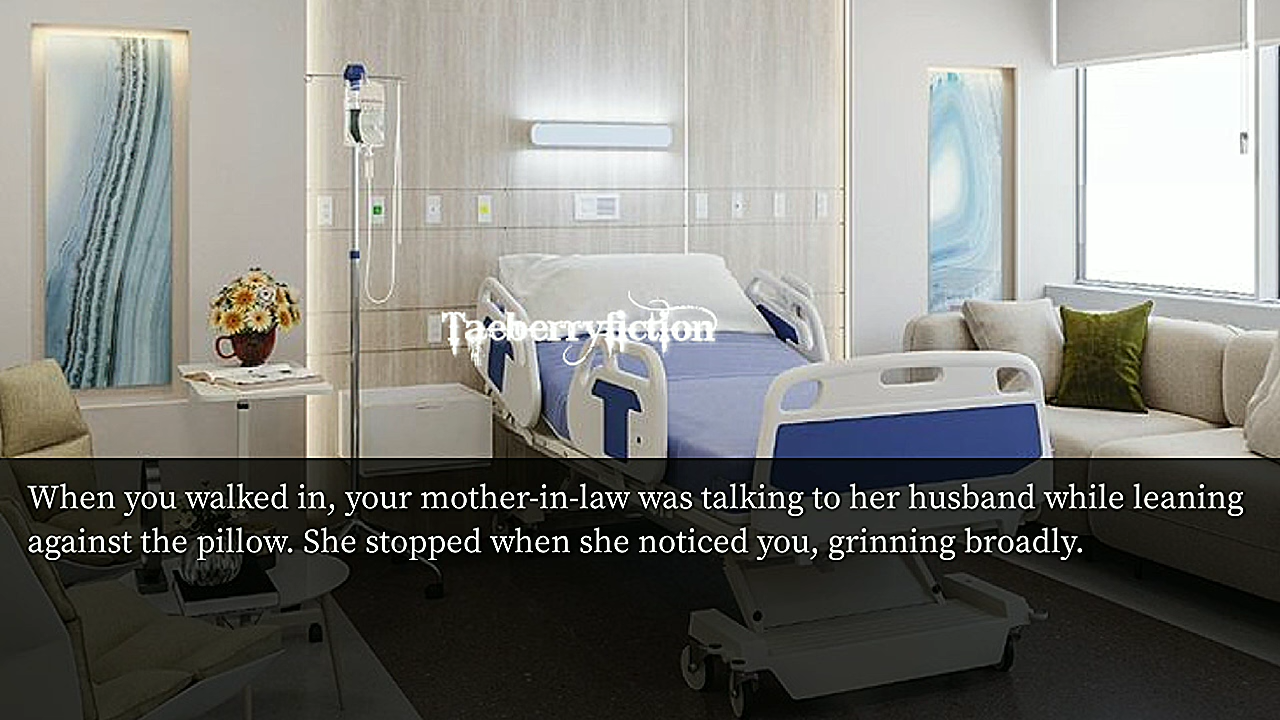 Taeberryfiction
When you walked in, your mother-in-law was talking to her husband while leaning
against the pillow. She stopped when she noticed you, grinning broadly.